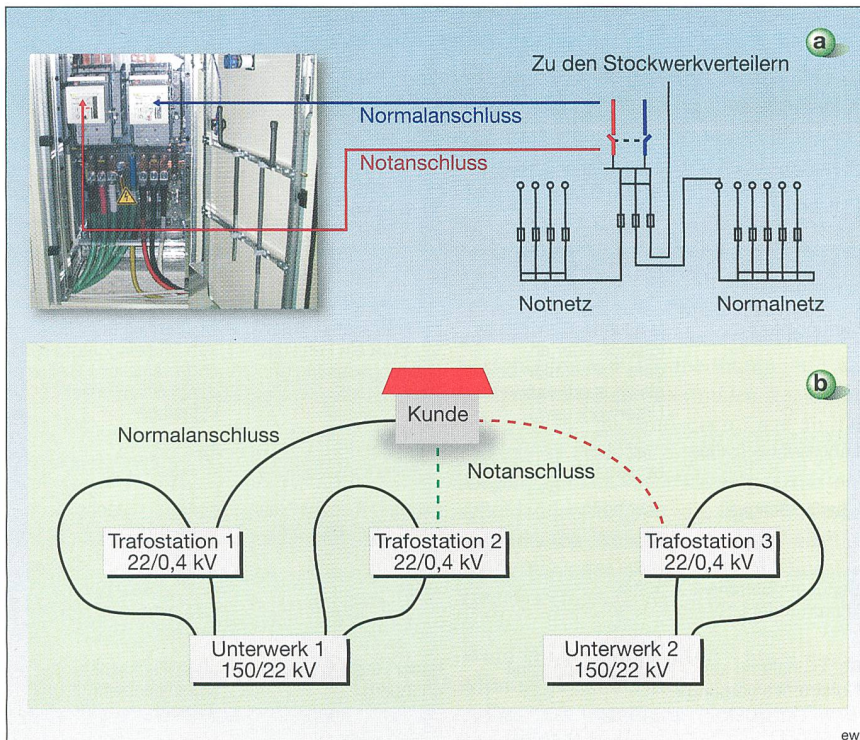 a
Zu den Stockwerkverteilern
Normalanschluss
Notanschluss
Notnetz
Normalnetz
b
Kunde
Normalanschluss
Notanschluss
Trafostation 1
22/0,4 kV
Trafostation 2
22/0,4 kV
Trafostation 3
22/0,4 kV
Unterwerk 1
150/22 kV
Unterwerk 2
150/22 kV
ew